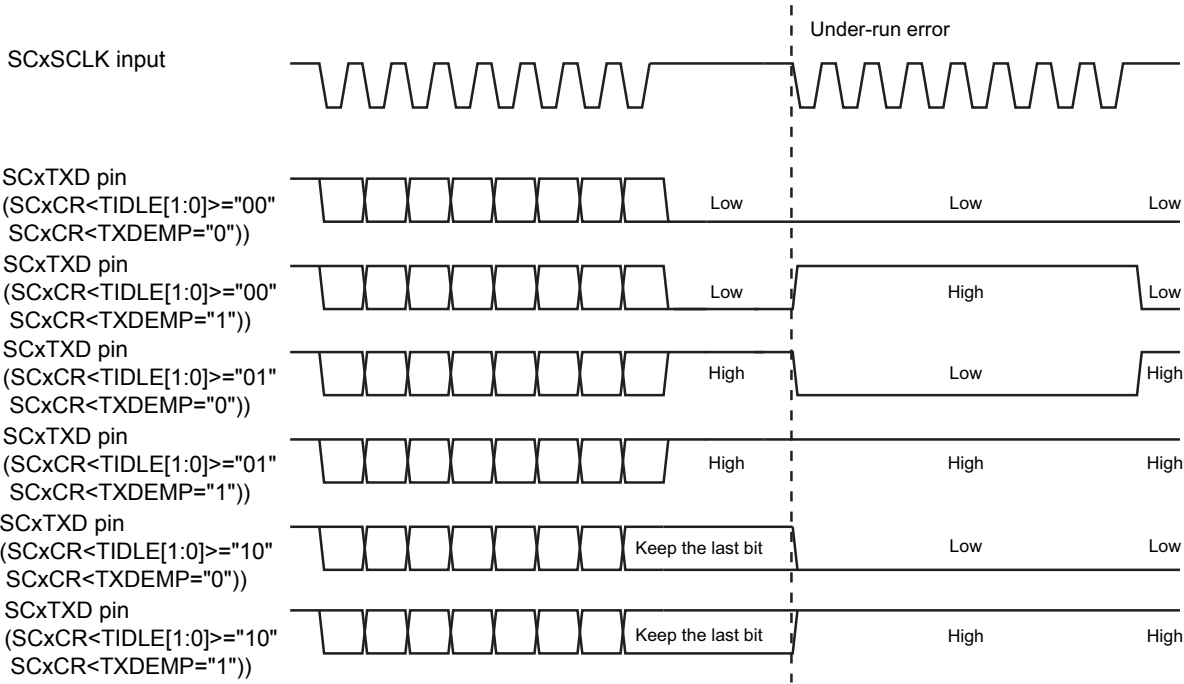 Under-run error
SCxSCLK input
SCxTXD pin
(SCxCR<TIDLE[1:0]>="00"
SCxCR<TXDEMP="0"))
Low Low Low
SCxTXD pin
(SCxCR<TIDLE[1:0]>="00"
SCxCR<TXDEMP="1"))
Low High Low
SCxTXD pin
(SCxCR<TIDLE[1:0]>="01"
SCxCR<TXDEMP="0"))
High Low High
SCxTXD pin
(SCxCR<TIDLE[1:0]>="01"
SCxCR<TXDEMP="1"))
High High High
SCxTXD pin
(SCxCR<TIDLE[1:0]>="10"
SCxCR<TXDEMP="0"))
Keep the last bit Low Low
SCxTXD pin
(SCxCR<TIDLE[1:0]>="10"
SCxCR<TXDEMP="1"))
Keep the last bit High High